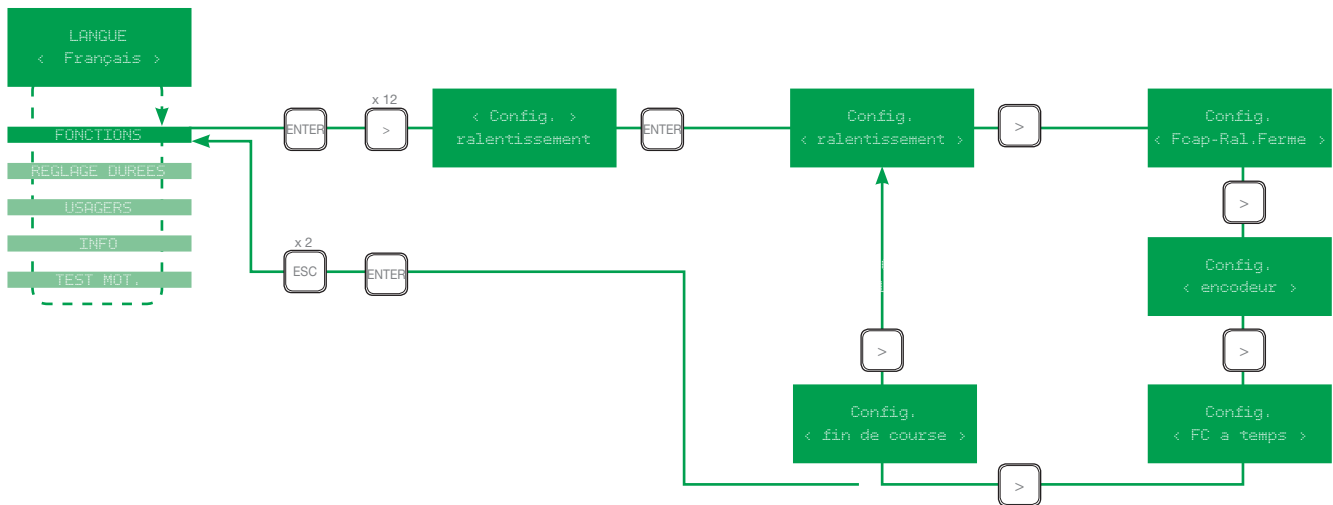 LANGUE
< Français >
FONCTIONS
REGLAGE DUREES
USAGERS
INFO
TEST MOT.
ENTER
x 12
>
< Config. >
ralentissement
ENTER
Config.
< ralentissement >
>
Config.
< Fcap-Ral.Ferme >
>
Config.
< encodeur >
>
Config.
< FC a temps >
>
Config.
< fin de course >
>
x 2
ESC
ENTER